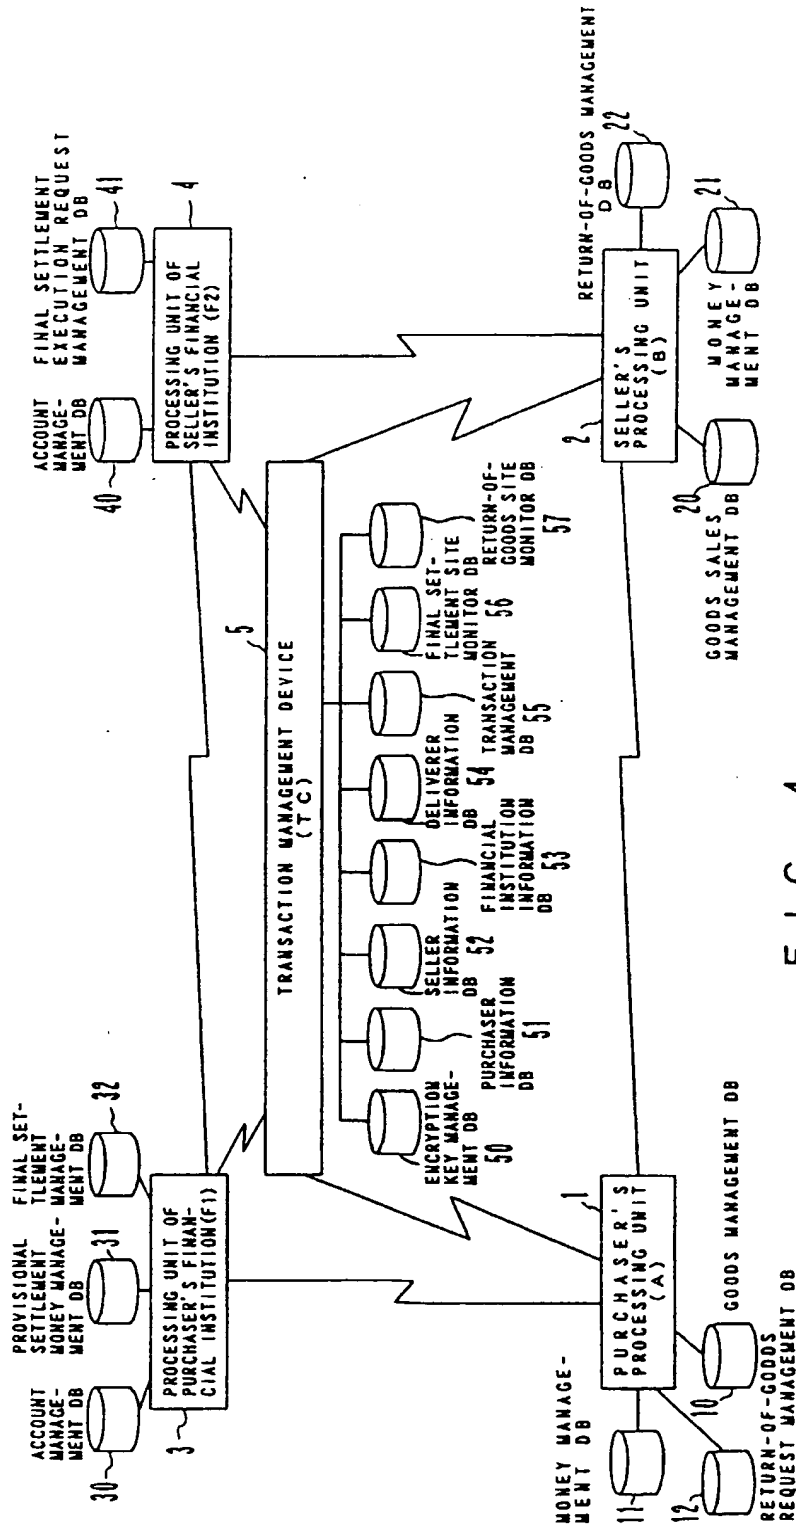 ACCOUNT
MANAGE-
MENT DB
30
PROVISIONAL
SETTLEMENT
MONEY MANAGE-
MENT DB
31
FINAL SET-
TLEMENT
MANAGE-
MENT DB
32
PROCESSING UNIT OF
PURCHASER'S FINAN-
CIAL INSTITUTION(F1)
3
ACCOUNT
MANAGE-
MENT DB
40
FINAL SETTLEMENT
EXECUTION REQUEST
MANAGEMENT DB
41
PROCESSING UNIT OF
SELLER'S FINANCIAL
INSTITUTION (F2)
4
5
TRANSACTION MANAGEMENT DEVICE
(TC)
ENCRYPTION
KEY MANAGE-
MENT DB
50
PURCHASER
INFORMATION
DB
51
SELLER
INFORMATION
DB
52
FINANCIAL
INSTITUTION
INFORMATION
DB
53
DELIVERER
INFORMATION
DB
54
TRANSACTION
MANAGEMENT
DB
55
FINAL SET-
TLEMENT SITE
MONITOR DB
56
RETURN-OF-
GOODS SITE
MONITOR DB
57
MONEY MANAGE-
MENT DB
11
1
PURCHASER'S
PROCESSING UNIT
(A)
12
RETURN-OF-GOODS
REQUEST MANAGEMENT DB
10
GOODS MANAGEMENT DB
2
SELLER'S
PROCESSING UNIT
(B)
RETURN-OF-GOODS MANAGEMENT
DB
22
20
GOODS SALES
MANAGEMENT DB
21
MONEY
MANAGE-
MENT DB